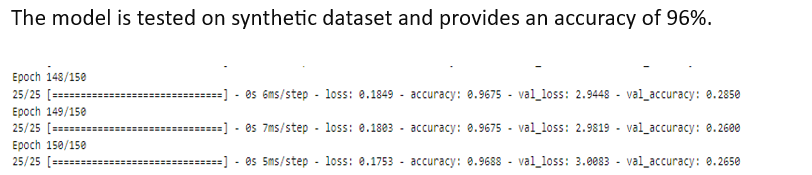 The model is tested on synthetic dataset and provides an accuracy of 96%.
Epoch 148/150
25/25 [==============================] - 0s 6ms/step - loss: 0.1849 - accuracy: 0.9675 - val_loss: 2.9448 - val_accuracy: 0.2850
Epoch 149/150
25/25 [==============================] - 0s 7ms/step - loss: 0.1803 - accuracy: 0.9675 - val_loss: 2.9819 - val_accuracy: 0.2600
Epoch 150/150
25/25 [==============================] - 0s 5ms/step - loss: 0.1753 - accuracy: 0.9688 - val_loss: 3.0083 - val_accuracy: 0.2650